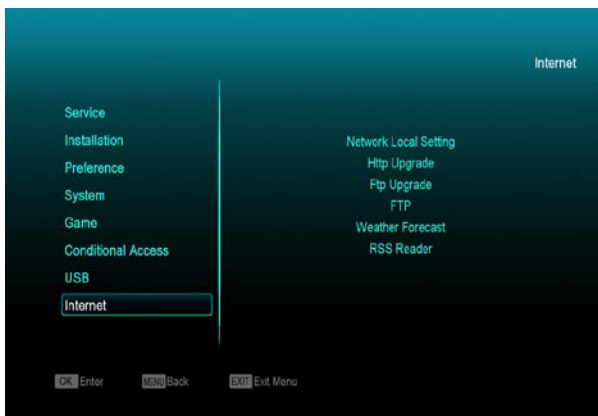 Internet
Service
Installation
Preference
System
Game
Conditional Access
USB
Internet
Network Local Setting
Http Upgrade
Ftp Upgrade
FTP
Weather Forecast
RSS Reader
OK Enter MENU Back EXIT Exit Menu